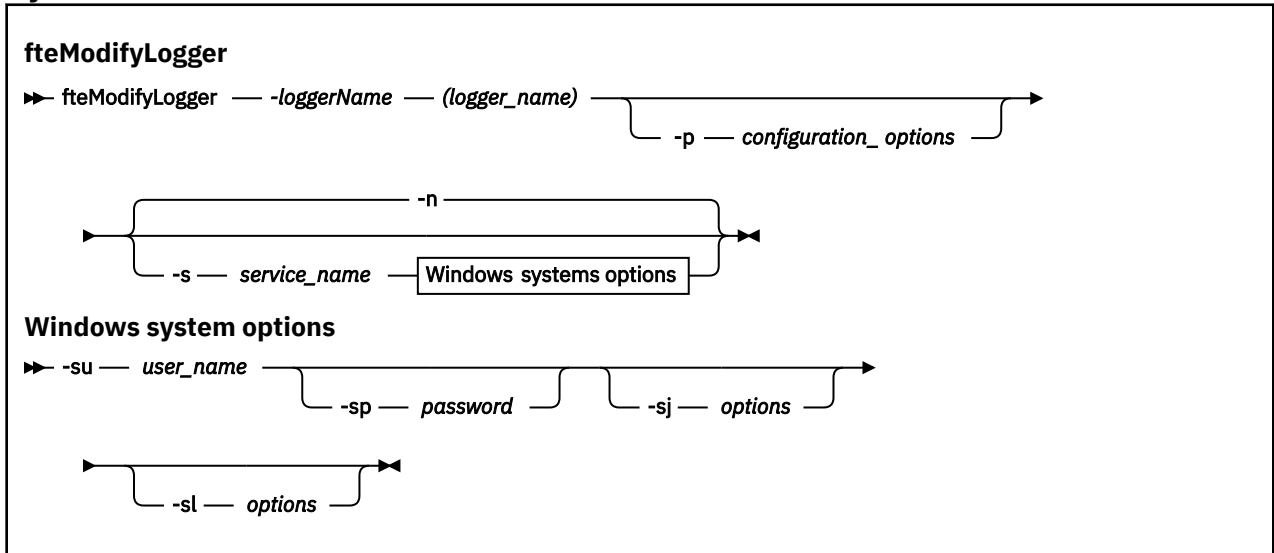 fteModifyLogger
fteModifyLogger -loggerName (logger_name)
-p configuration_ options
-n
-s service_name Windows systems options
Windows system options
-su user_name
-sp password -sj options
-sl options